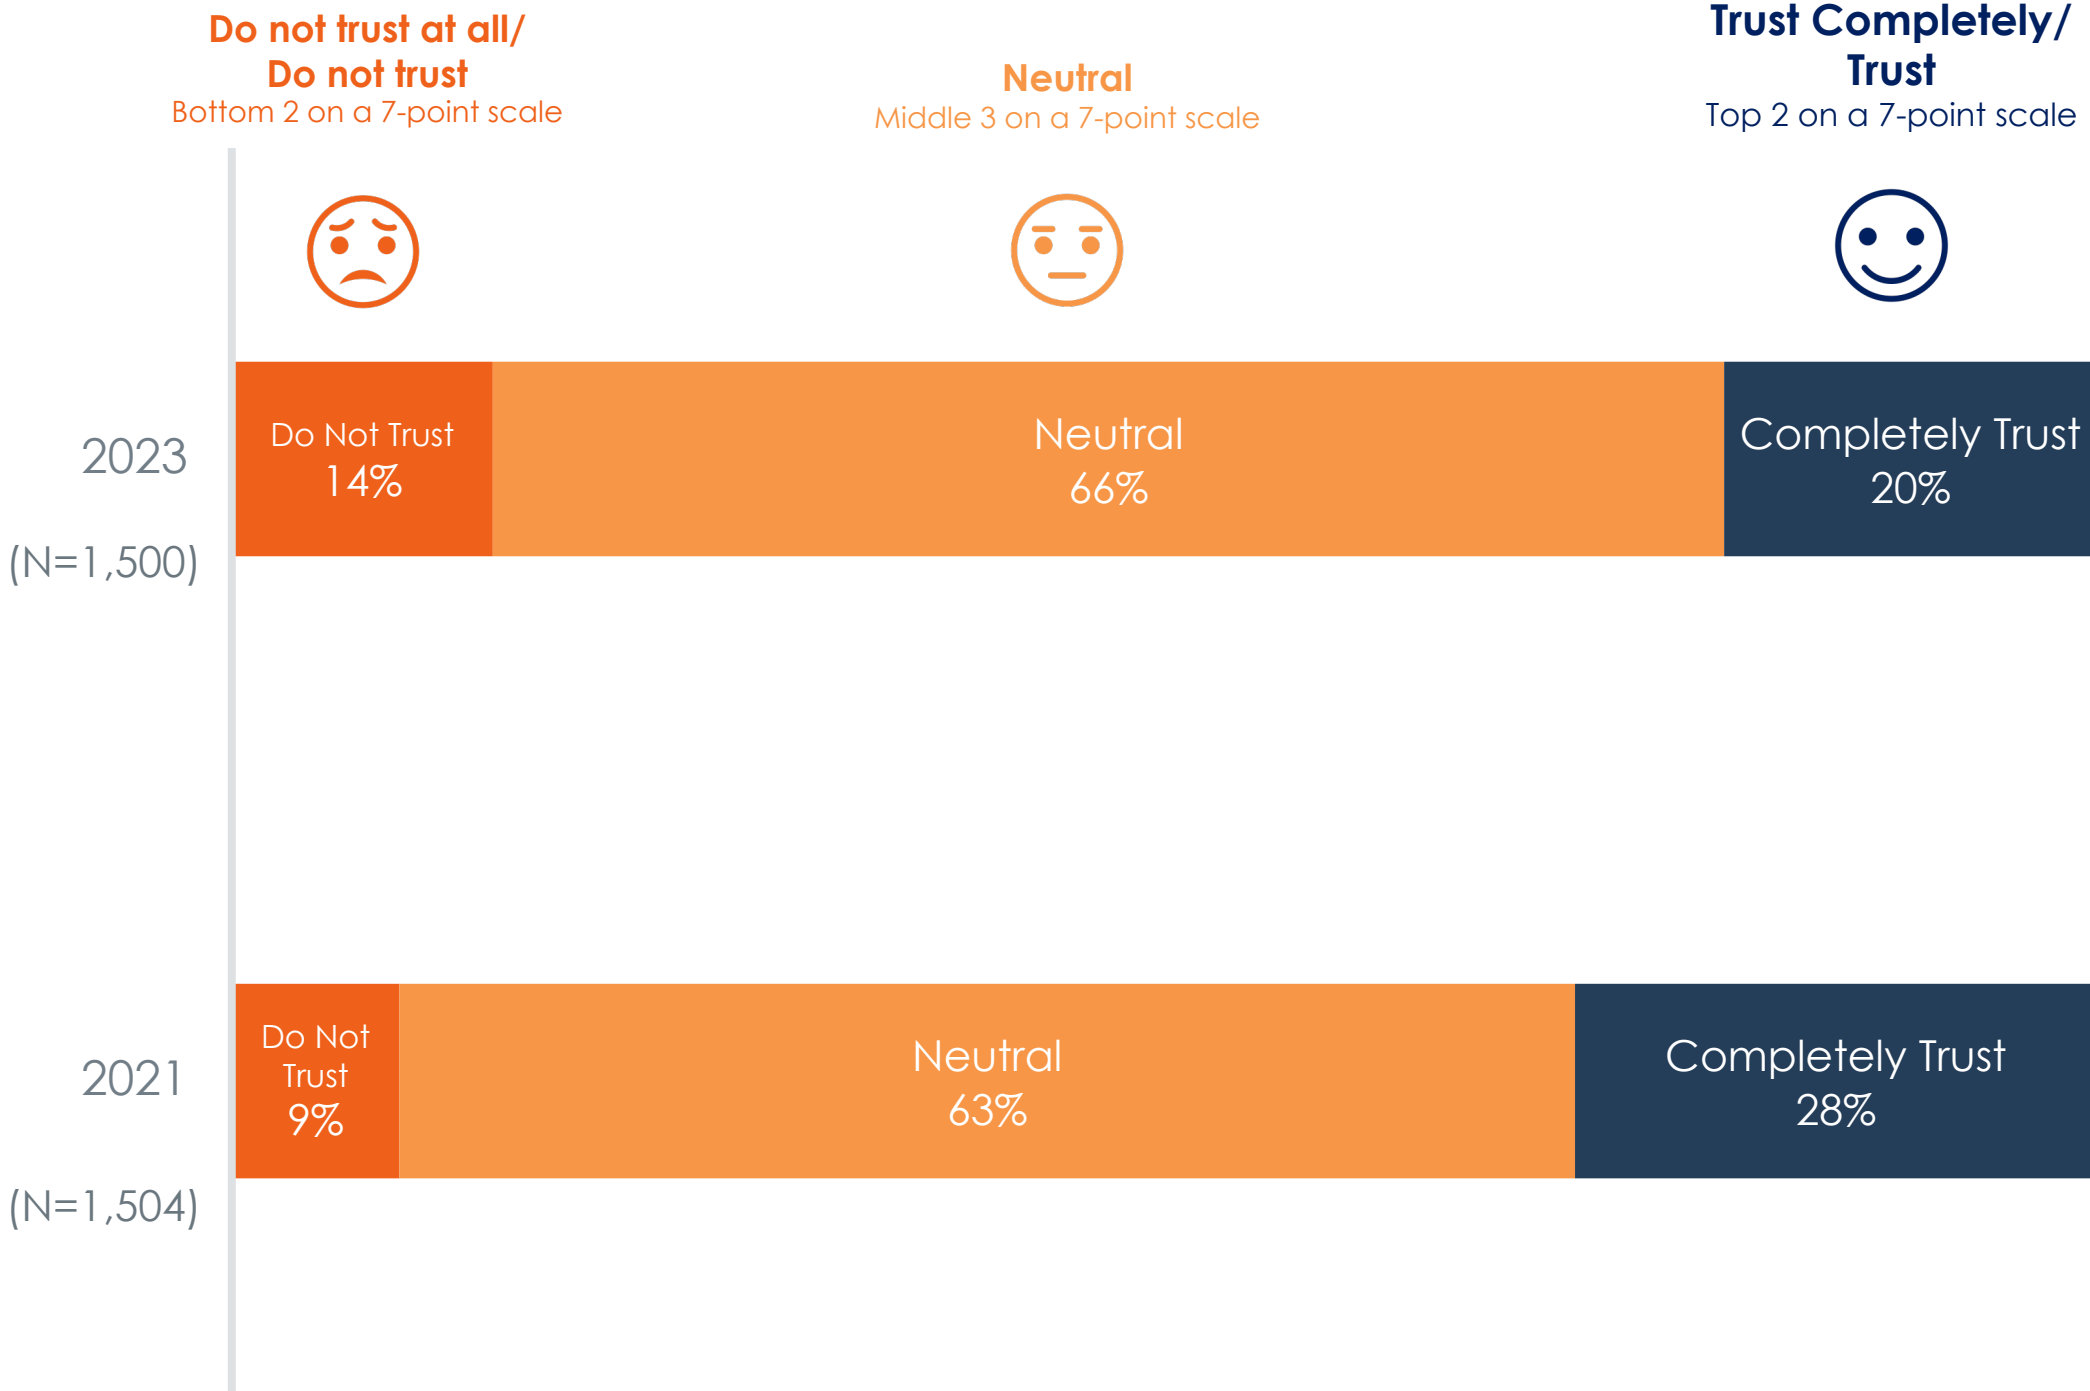 Do not trust at all/
Do not trust
Bottom 2 on a 7-point scale
Neutral
Middle 3 on a 7-point scale
Trust Completely/
Trust
Top 2 on a 7-point scale
2023
(N=1,500)
Do Not Trust
14%
Neutral
66%
Completely Trust
20%
2021
(N=1,504)
Do Not
Trust
9%
Neutral
63%
Completely Trust
28%